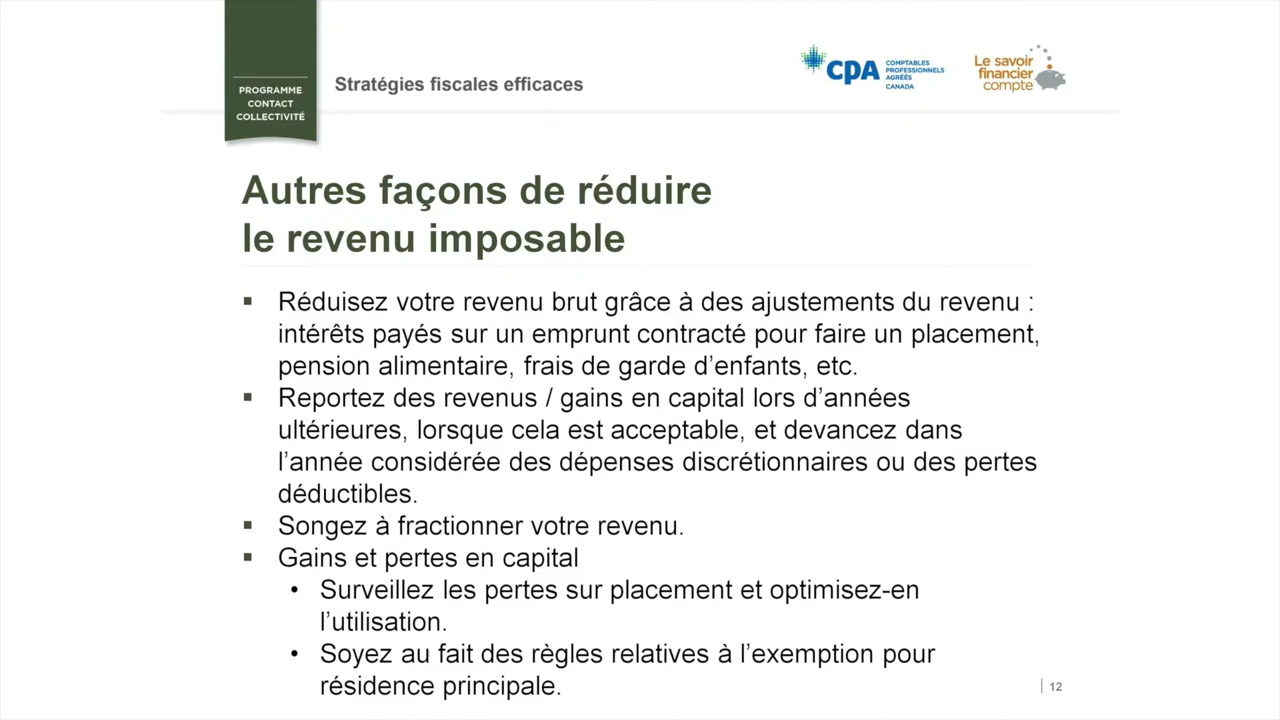 PROGRAMME
CONTACT
COLLECTIVITÉ
Stratégies fiscales efficaces
CPA
COMPTABLES
PROFESSIONNELS
AGRÉÉS
CANADA
Le savoir
financier
compte
Autres façons de réduire
le revenu imposable
▪ Réduisez votre revenu brut grâce à des ajustements du revenu :
intérêts payés sur un emprunt contracté pour faire un placement,
pension alimentaire, frais de garde d’enfants, etc.
▪ Reportez des revenus / gains en capital lors d’années
ultérieures, lorsque cela est acceptable, et devancez dans
l’année considérée des dépenses discrétionnaires ou des pertes
déductibles.
▪ Songez à fractionner votre revenu.
▪ Gains et pertes en capital
• Surveillez les pertes sur placement et optimisez-en
l’utilisation.
• Soyez au fait des règles relatives à l’exemption pour
résidence principale.
| 12